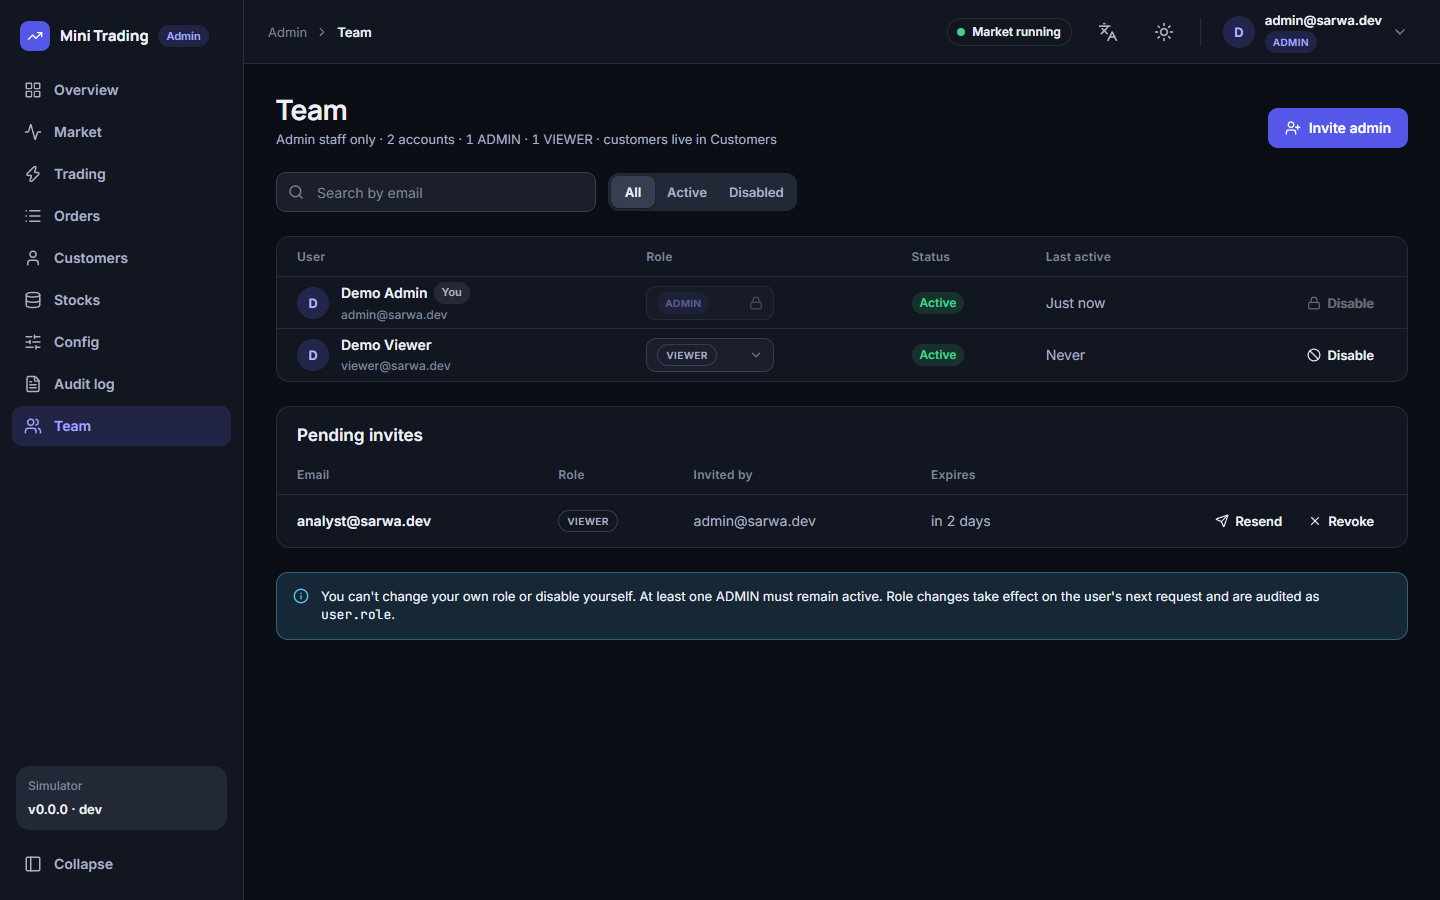 Mini Trading Admin
Overview
Market
Trading
Orders
Customers
Stocks
Config
Audit log
Team
Simulator
v0.0.0 · dev
Collapse
Admin > Team
Market running
D
admin@sarwa.dev
ADMIN
Team
Admin staff only · 2 accounts · 1 ADMIN · 1 VIEWER · customers live in Customers
Invite admin
Search by email
All Active Disabled
User Role Status Last active
D Demo Admin You
admin@sarwa.dev
ADMIN Active Just now Disable
D Demo Viewer
viewer@sarwa.dev
VIEWER Active Never Disable
Pending invites
Email Role Invited by Expires
analyst@sarwa.dev VIEWER admin@sarwa.dev in 2 days Resend Revoke
You can't change your own role or disable yourself. At least one ADMIN must remain active. Role changes take effect on the user's next request and are audited as
user.role.